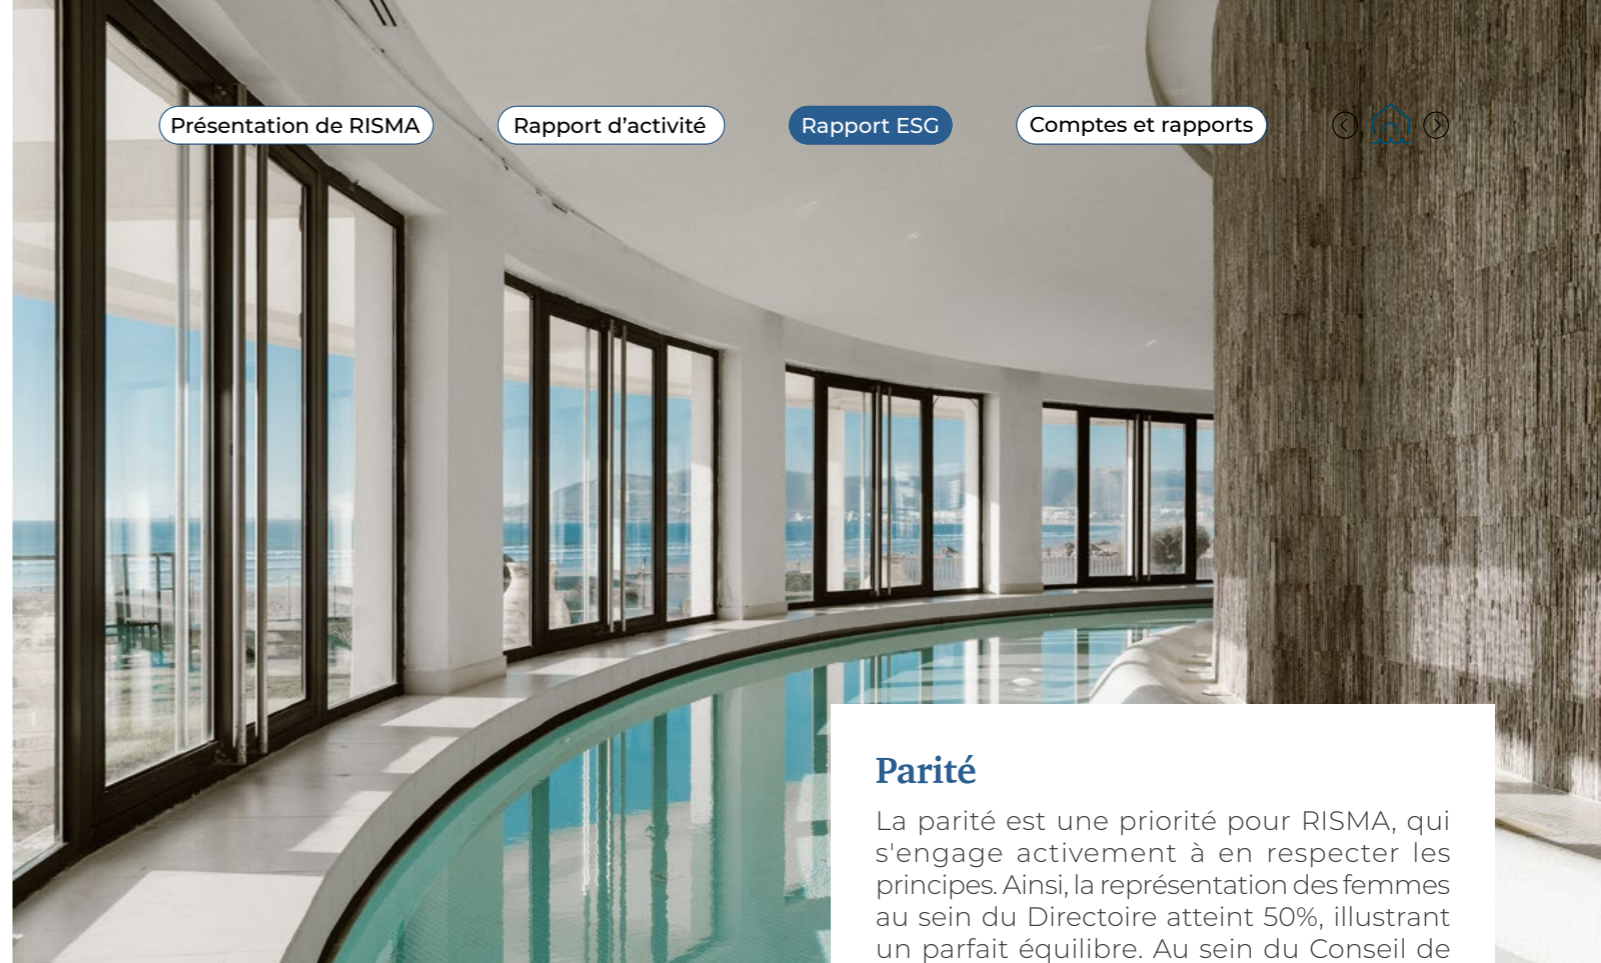 Présentation de RISMA
Rapport d’activité
Rapport ESG
Comptes et rapports
Parité
La parité est une priorité pour RISMA, qui
s'engage activement à en respecter les
principes. Ainsi, la représentation des femmes
au sein du Directoire atteint 50%, illustrant
un parfait équilibre. Au sein du Conseil de